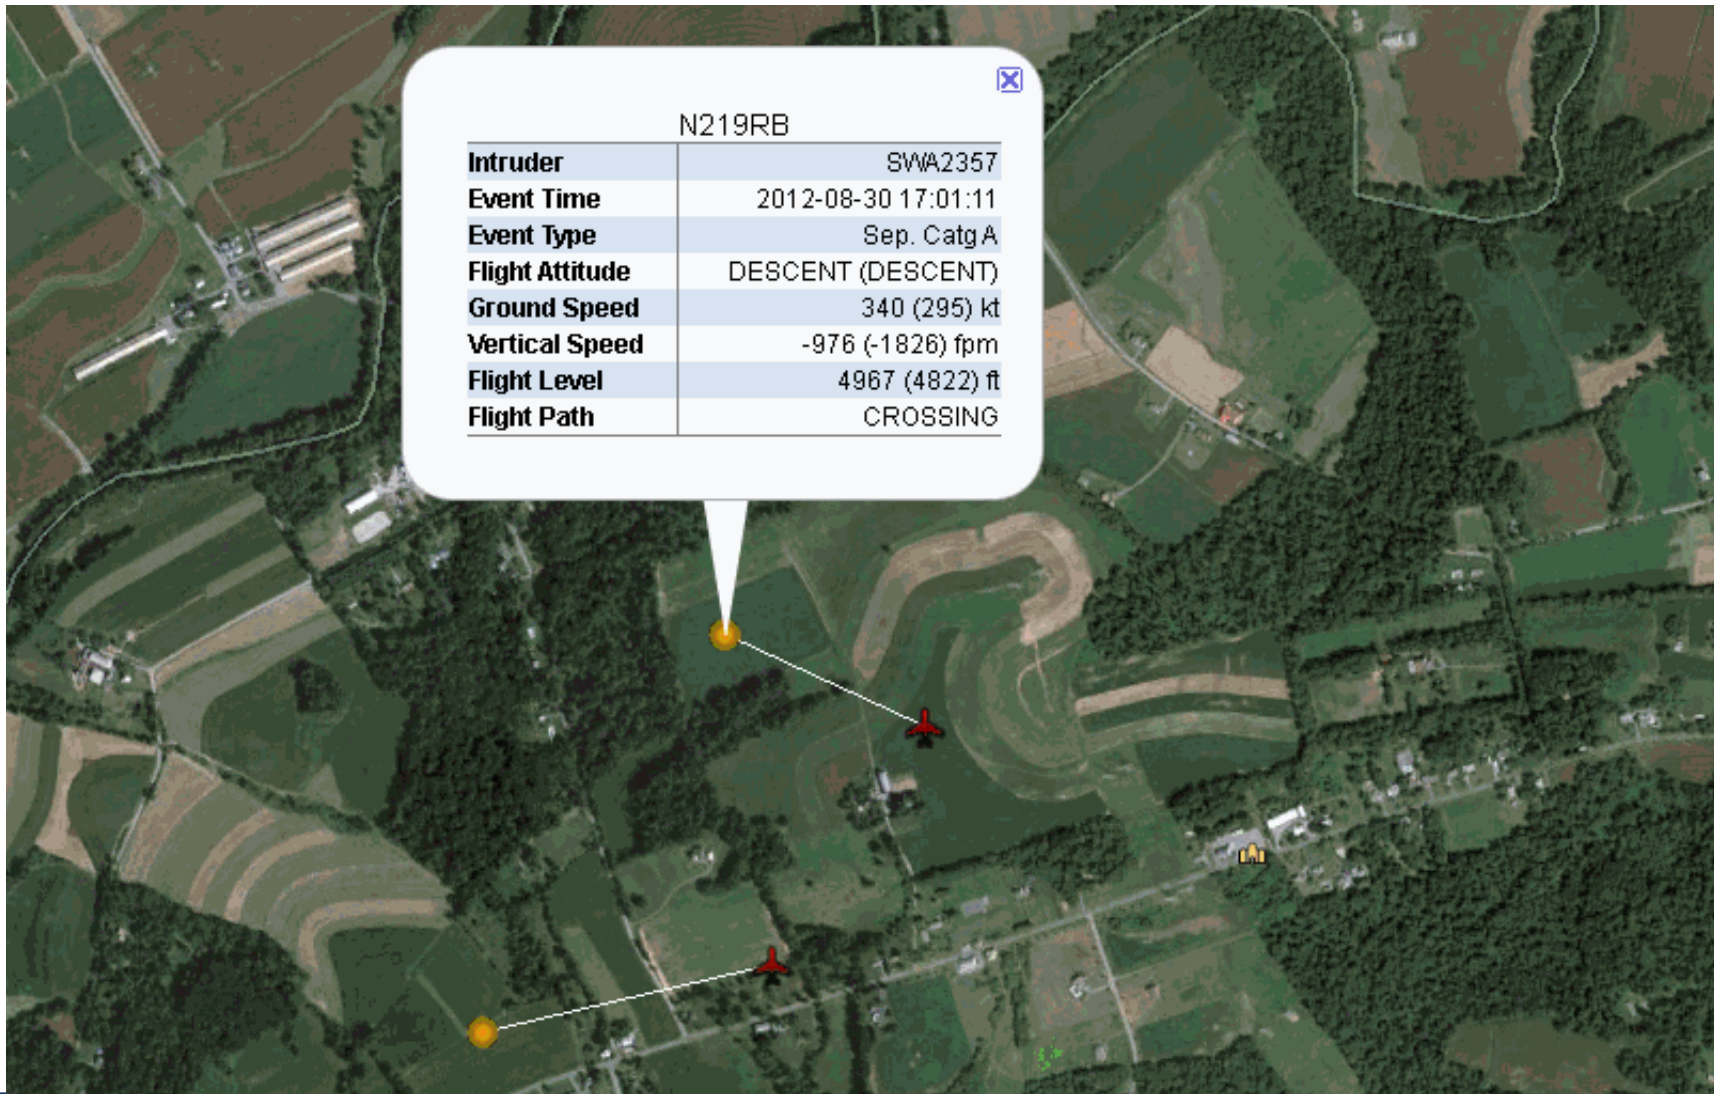 N219RB
Intruder SWA2357
Event Time 2012-08-30 17:01:11
Event Type Sep. Catg A
Flight Attitude DESCENT (DESCENT)
Ground Speed 340 (295) kt
Vertical Speed -976 (-1826) fpm
Flight Level 4967 (4822) ft
Flight Path CROSSING